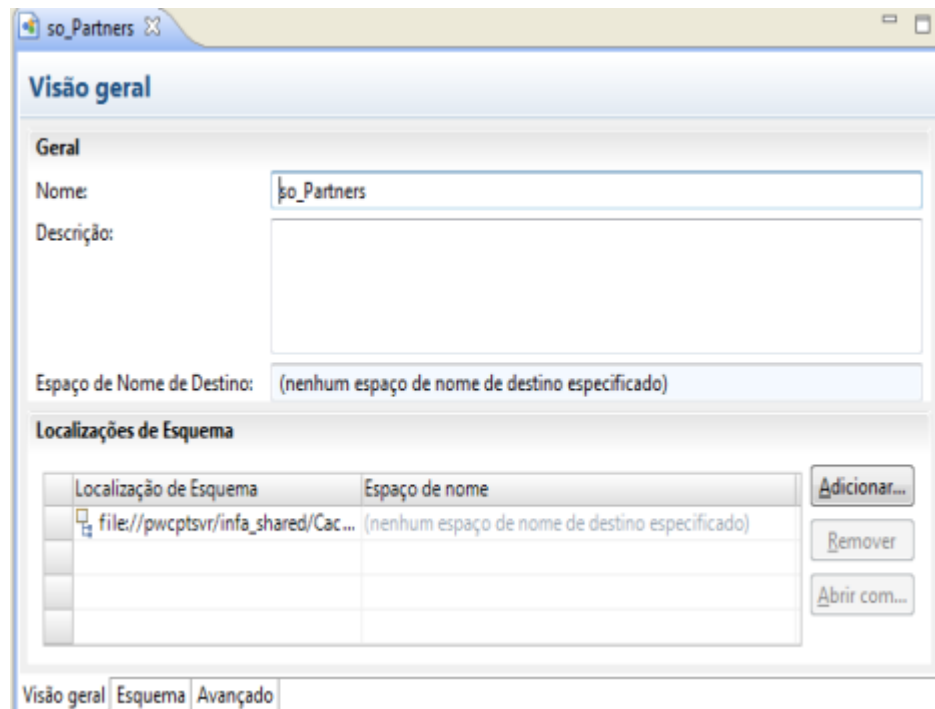 so_Partners
Visão geral
Geral
Nome: so_Partners
Descrição:
Espaço de Nome de Destino: (nenhum espaço de nome de destino especificado)
Localizações de Esquema
Localização de Esquema Espaço de nome Adicionar...
file://pwcptsvr/infa_shared/Cac... (nenhum espaço de nome de destino especificado)
Remover
Abrir com...
Visão geral Esquema Avançado